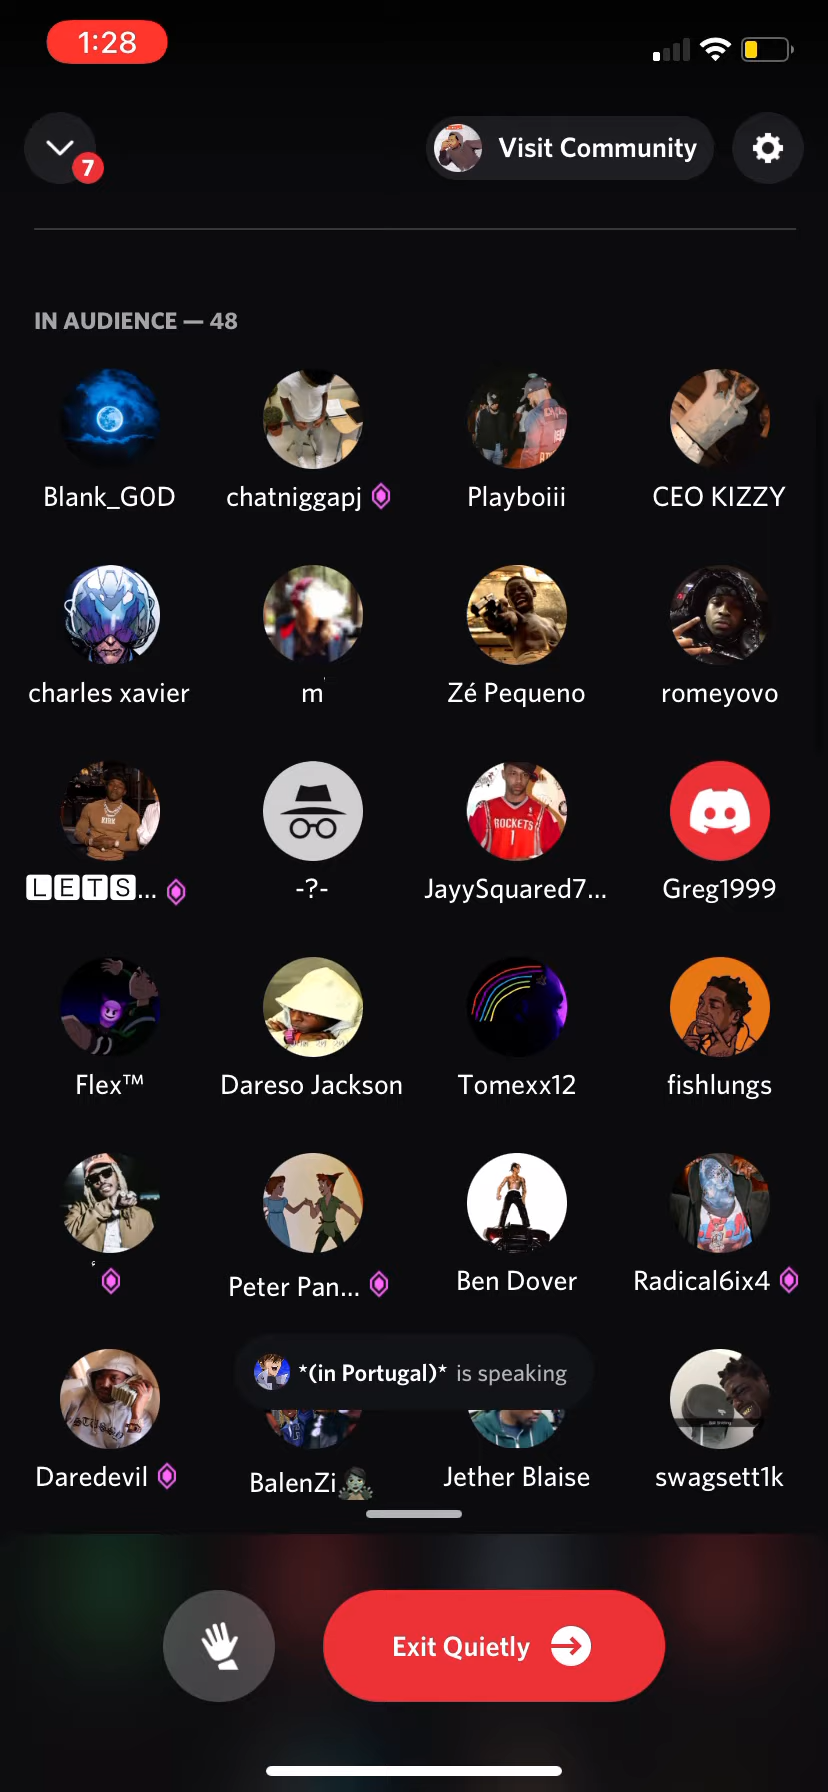 1:28
7
Visit Community
IN AUDIENCE — 48
Blank_G0D
chatniggapj
Playboiii
CEO KIZZY
charles xavier
m
Zé Pequeno
romeyovo
🅻🅴🆃🆂...
-?-
JayySquared7...
Greg1999
ROCKETS
1
Flex™
Dareso Jackson
Tomexx12
fishlungs
Peter Pan...
Ben Dover
Radical6ix4
*(in Portugal)* is speaking
Daredevil
BalenZi🧟
Jether Blaise
swagsett1k
Exit Quietly